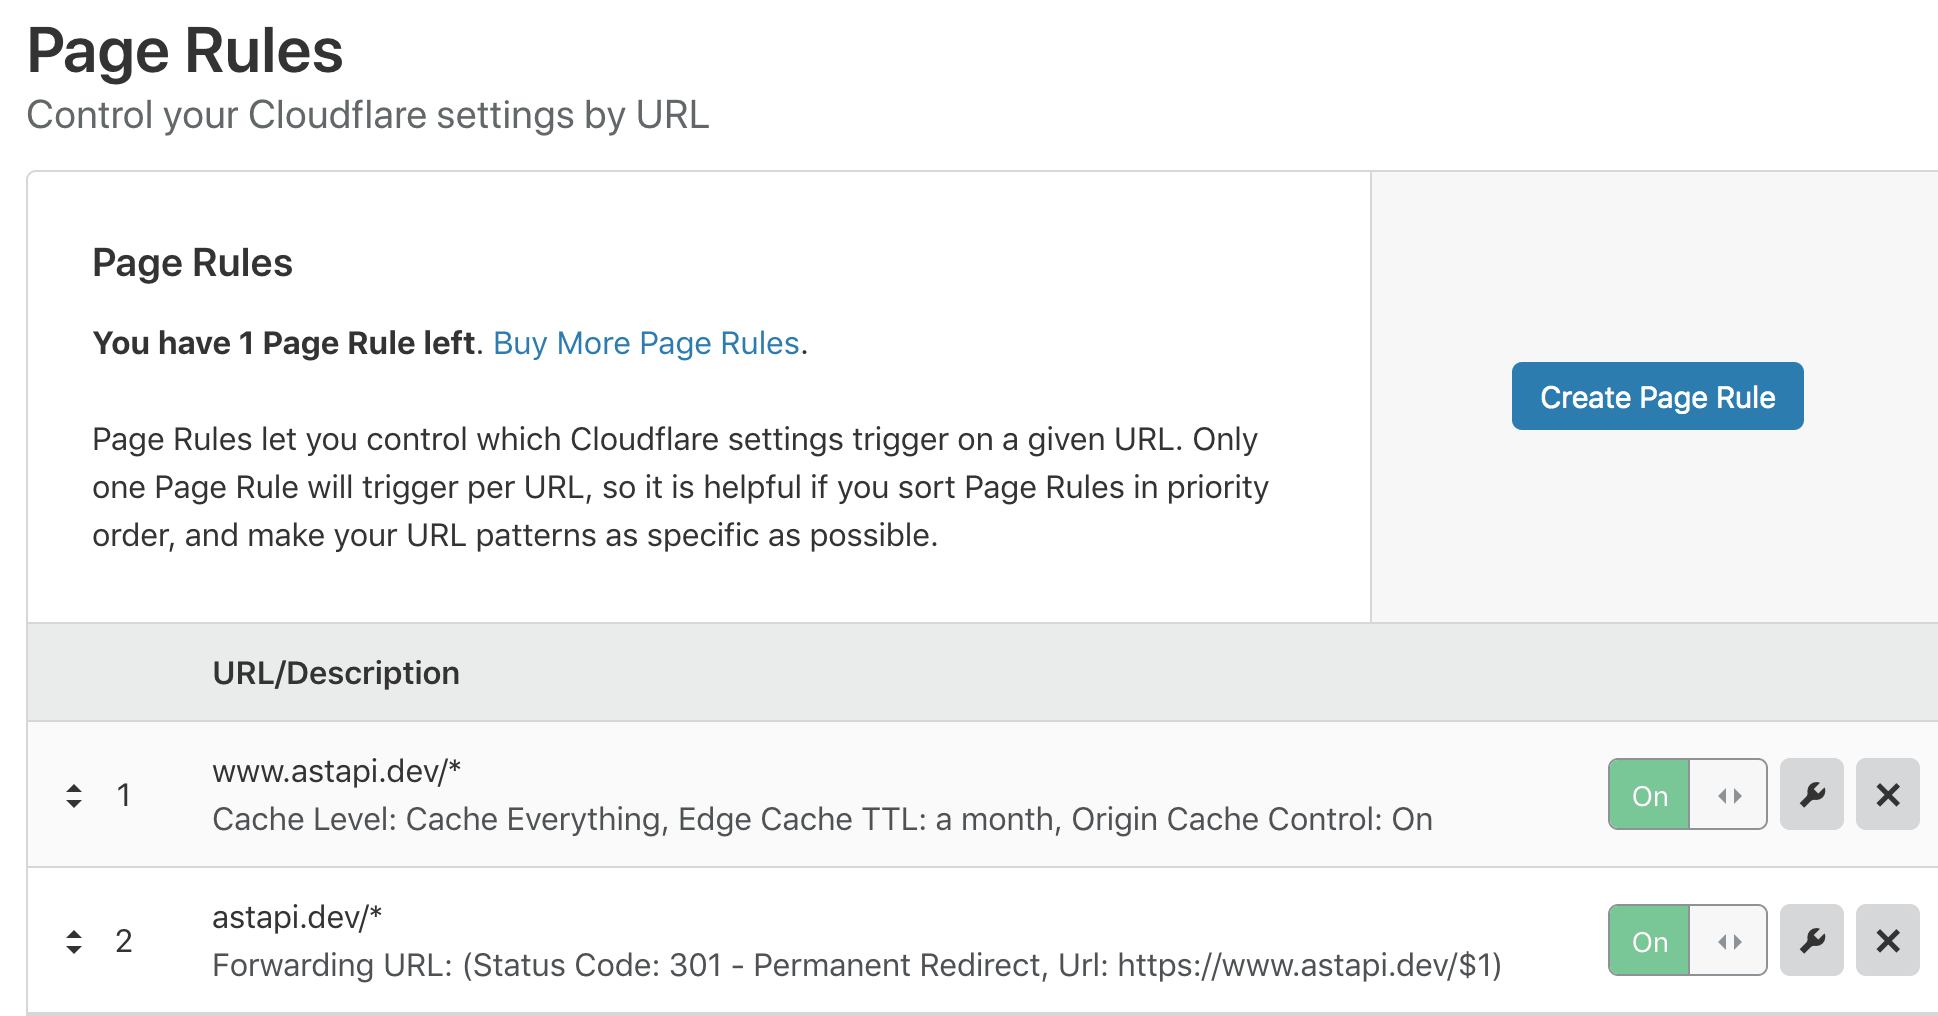 Page Rules
Control your Cloudflare settings by URL
Page Rules
You have 1 Page Rule left. Buy More Page Rules.
Create Page Rule
Page Rules let you control which Cloudflare settings trigger on a given URL. Only
one Page Rule will trigger per URL, so it is helpful if you sort Page Rules in priority
order, and make your URL patterns as specific as possible.
URL/Description
1
www.astapi.dev/*
Cache Level: Cache Everything, Edge Cache TTL: a month, Origin Cache Control: On
On
2
astapi.dev/*
Forwarding URL: (Status Code: 301 - Permanent Redirect, Url: https://www.astapi.dev/$1)
On